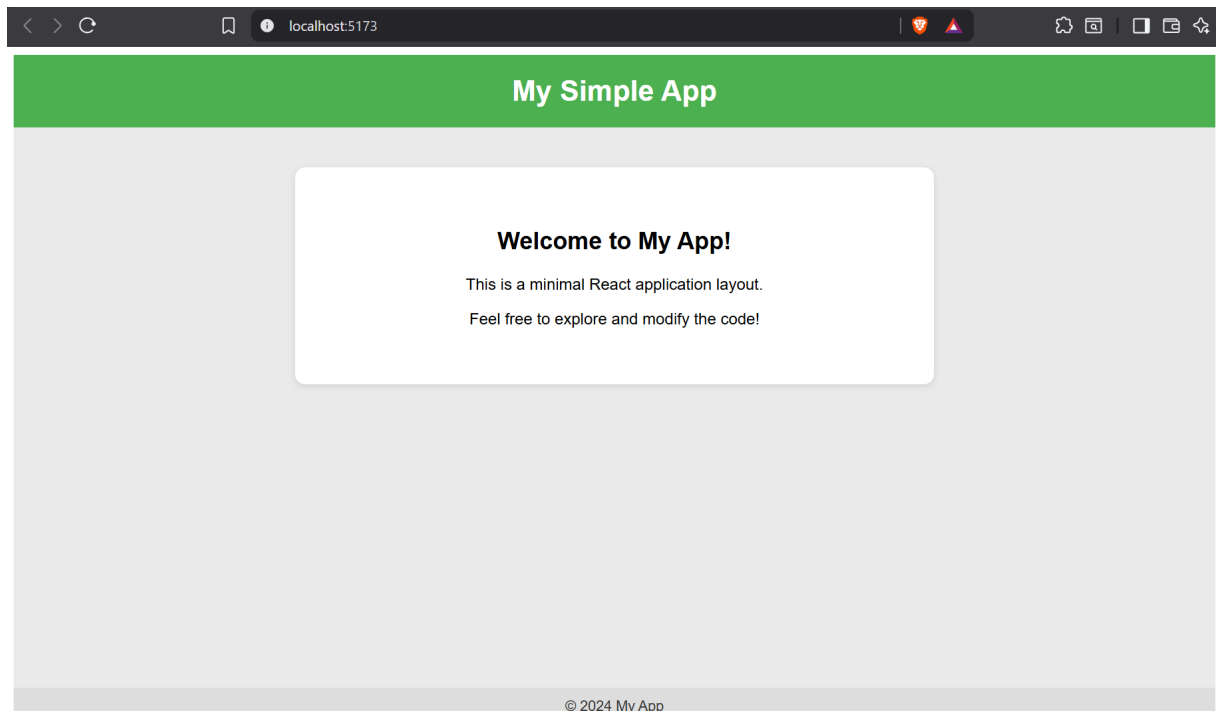 localhost:5173
My Simple App
Welcome to My App!
This is a minimal React application layout.
Feel free to explore and modify the code!
© 2024 My App